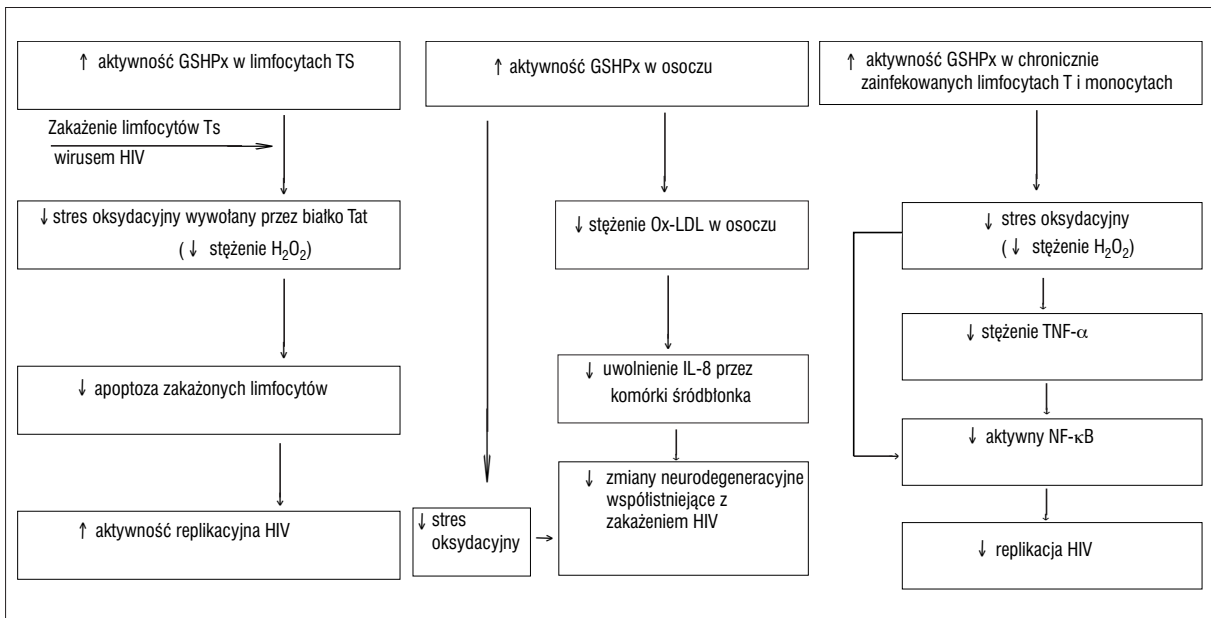 ↑ aktywność GSHPx w limfocytach TS
Zakażenie limfocytów Ts
wirusem HIV
↓ stres oksydacyjny wywołany przez białko Tat
(↓ stężenie H₂O₂)
↓ apoptoza zakażonych limfocytów
↑ aktywność replikacyjna HIV
↑ aktywność GSHPx w osoczu
↓ stężenie Ox-LDL w osoczu
↓ uwolnienie IL-8 przez
komórki śródbłonka
↓ stres
oksydacyjny
↓ zmiany neurodegeneracyjne
współistniejące z
zakażeniem HIV
↑ aktywność GSHPx w chronicznie
zainfekowanych limfocytach T i monocytach
↓ stres oksydacyjny
(↓ stężenie H₂O₂)
↓ stężenie TNF-α
↓ aktywny NF-κB
↓ replikacja HIV